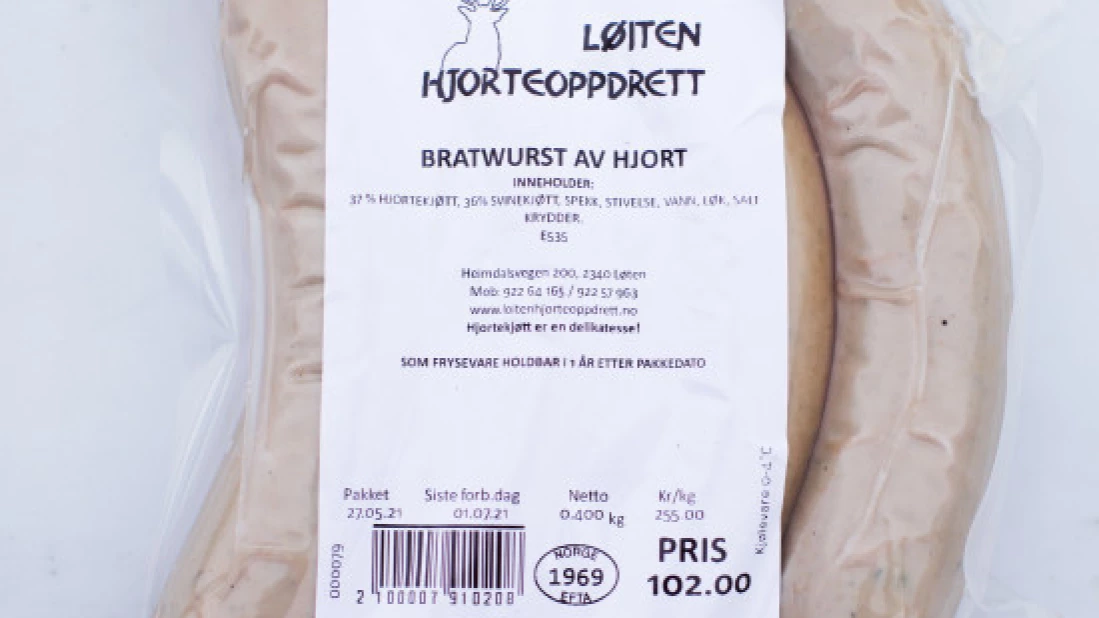 LØITEN
HJORTEOPPDRETT
BRATWURST AV HJORT
INNEHOLDER:
37 % HJORTEKJØTT, 36% SVINEKJØTT, SPEKK, STIVELSE, VANN, LØK, SALT
KRYDDER,
E535
Heimdalsvegen 200, 2340 Løten
Mob: 922 64 165 / 922 57 963
www.loitenhjorteoppdrett.no
Hjortekjøtt er en delikatesse!
SOM FRYSEVARE HOLDBAR I 1 ÅR ETTER PAKKEDATO
Kjølevare 0-4°C
Pakket Siste forb.dag Netto Kr/kg
27.05.21 01.07.21 0.400 kg 255.00
000079
2 100007 910208
NORGE
1969
EFTA
PRIS
102.00